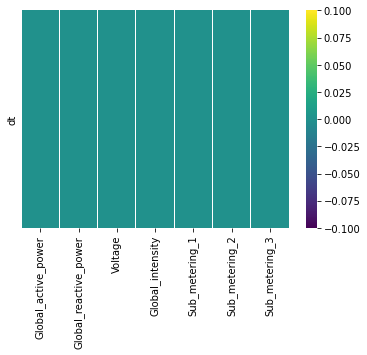 0.100
0.075
0.050
0.025
0.000
−0.025
−0.050
−0.075
−0.100
dt
Global_active_power
Global_reactive_power
Voltage
Global_intensity
Sub_metering_1
Sub_metering_2
Sub_metering_3